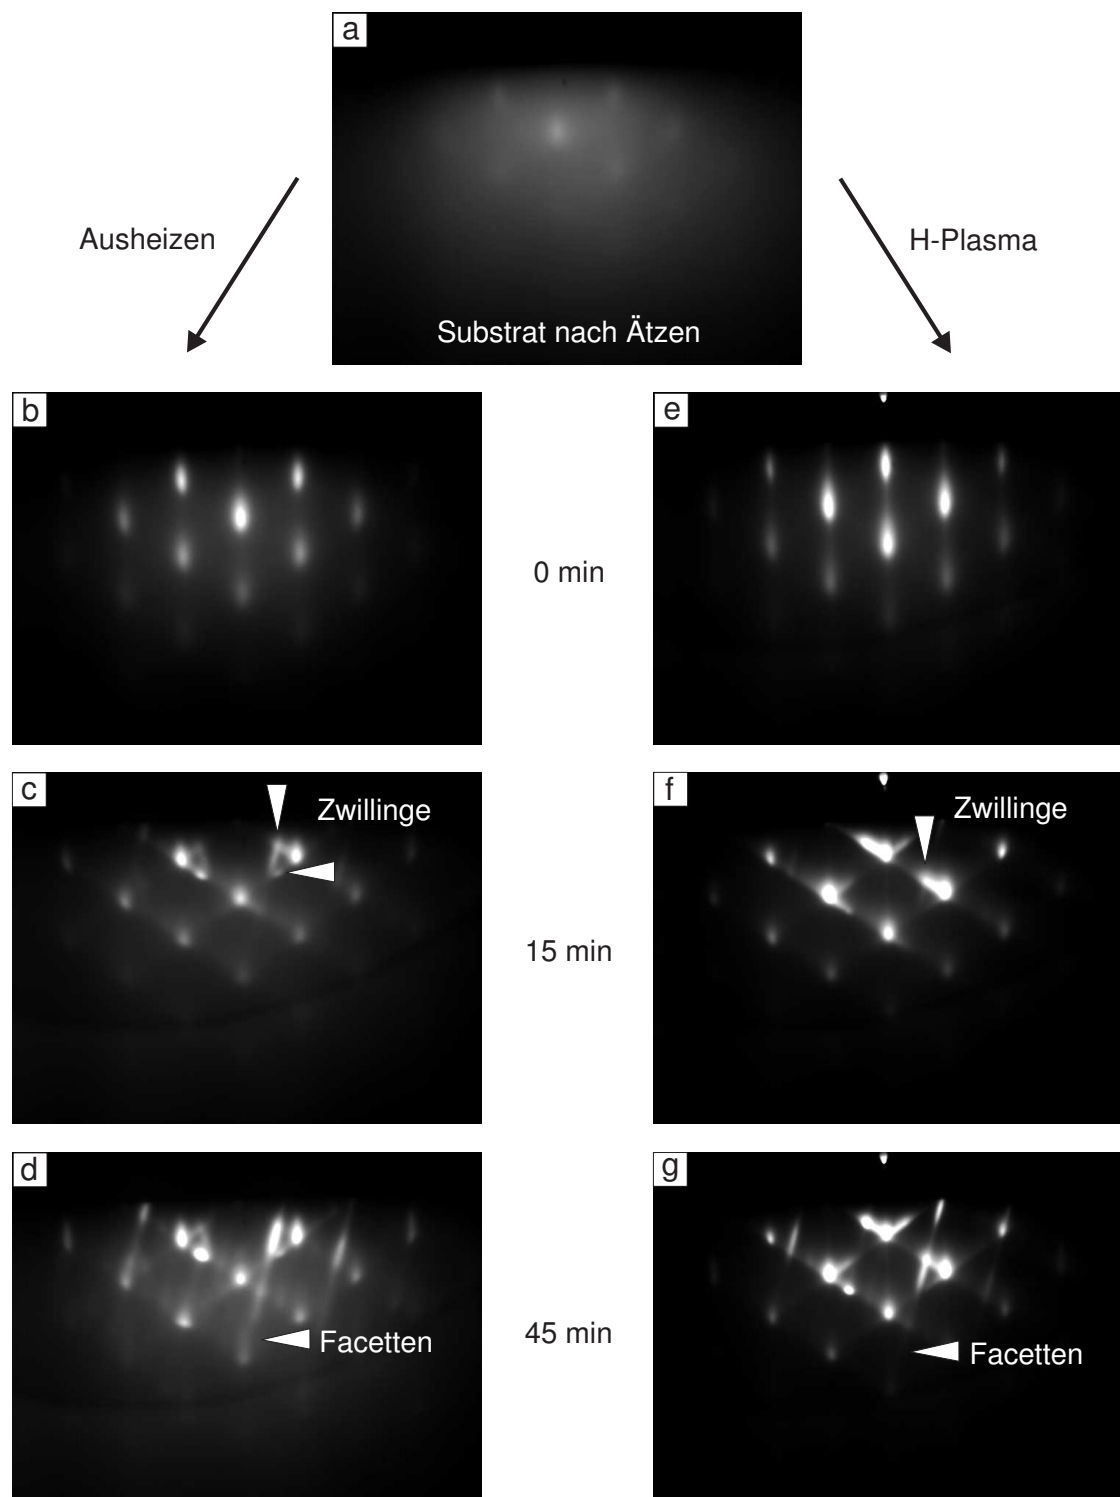 a
Ausheizen
H-Plasma
Substrat nach Ätzen
b
e
0 min
c
Zwillinge
f
Zwillinge
15 min
d
g
45 min
Facetten
Facetten